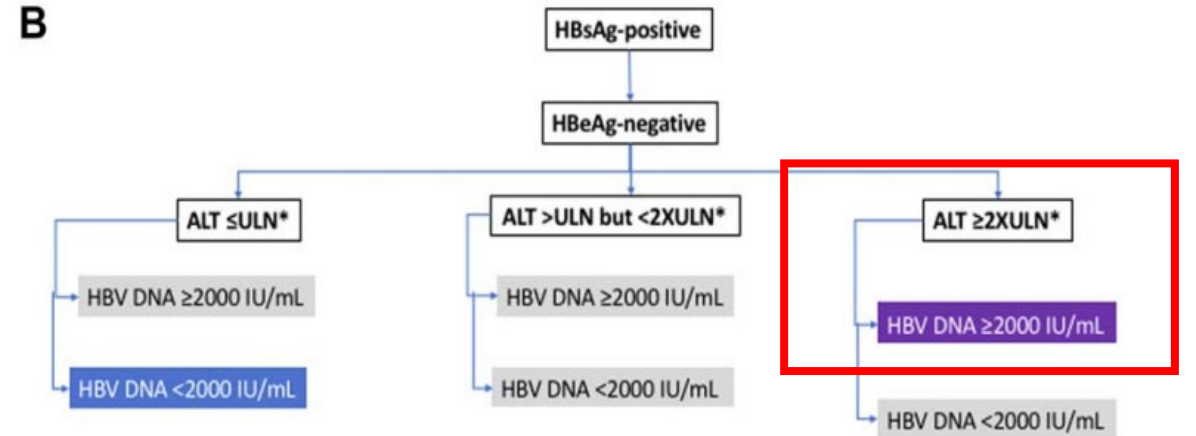 B
HBsAg-positive
HBeAg-negative
ALT ≤ULN*
HBV DNA ≥2000 IU/mL
HBV DNA <2000 IU/mL
ALT >ULN but <2XULN*
HBV DNA ≥2000 IU/mL
HBV DNA <2000 IU/mL
ALT ≥2XULN*
HBV DNA ≥2000 IU/mL
HBV DNA <2000 IU/mL